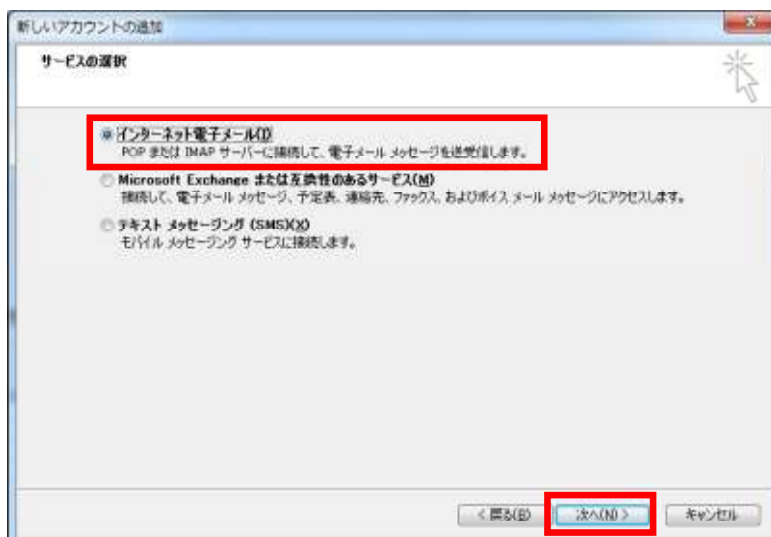 新しいアカウントの追加
サービスの選択
インターネット電子メール(I)
POP または IMAP サーバーに接続して、電子メール メッセージを送受信します。
Microsoft Exchange または互換性のあるサービス(M)
接続して、電子メール メッセージ、予定表、連絡先、ファックス、およびボイス メール メッセージにアクセスします。
テキスト メッセージング (SMS)(X)
モバイル メッセージング サービスに接続します。
< 戻る(B) 次へ(N) > キャンセル